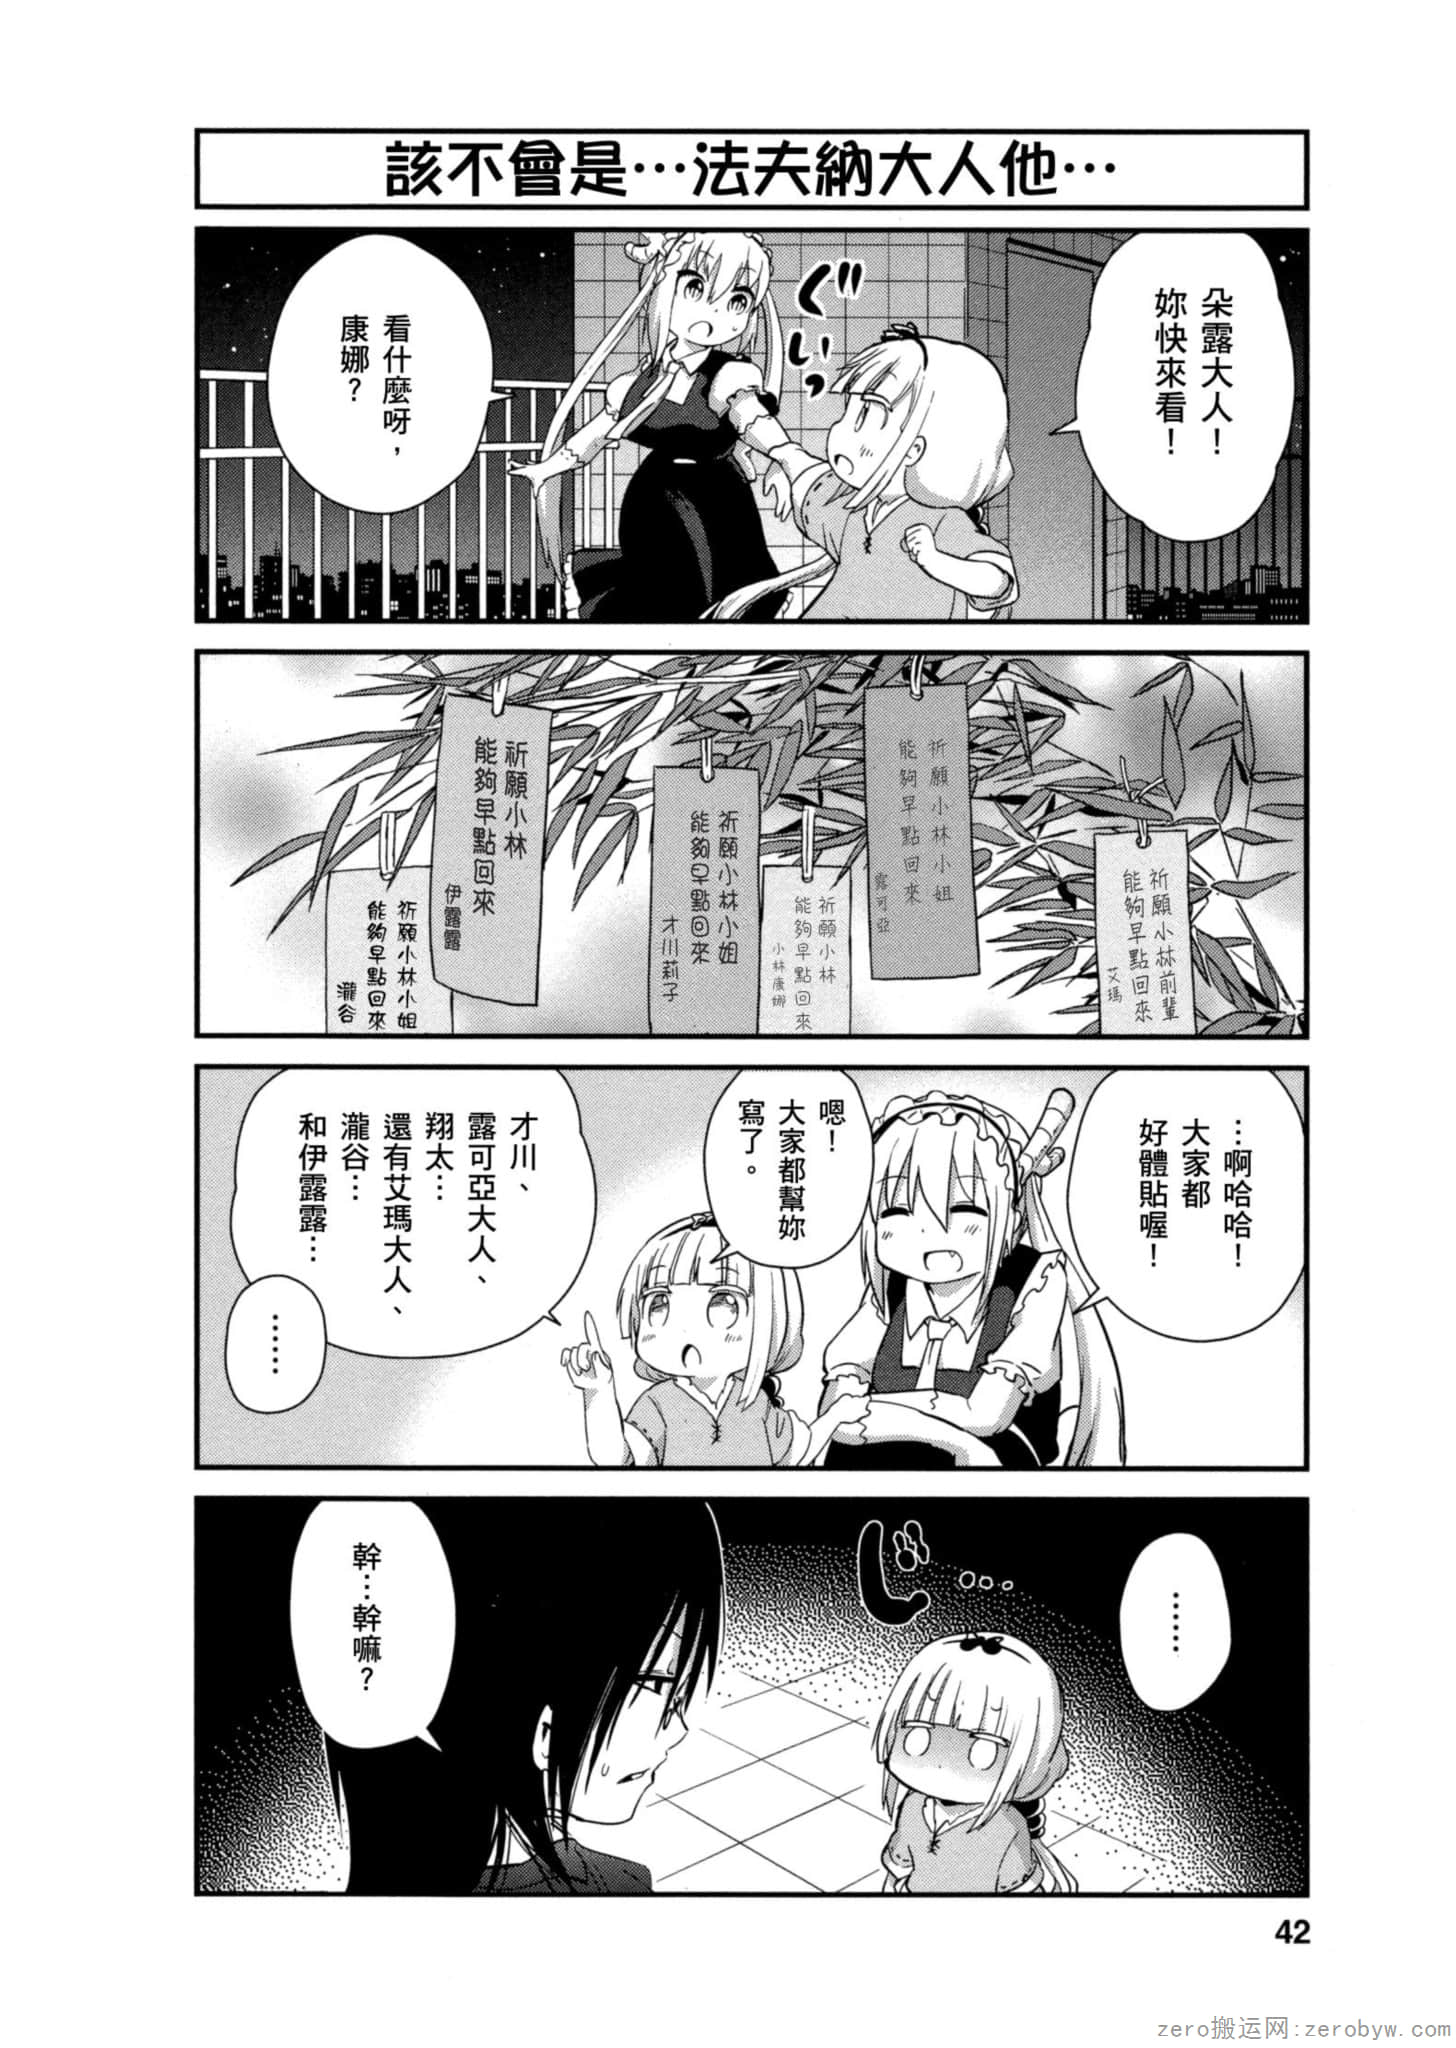 該不會是…法夫納大人他…
朵露大人！
妳快來看！
ぐいっ
看什麼呀，
康娜？
祈願小林前輩
能夠早點回來
艾瑪
祈願小林小姐
能夠早點回來
露可亞
祈願小林
能夠早點回來
小林康娜
祈願小林小姐
能夠早點回來
才川莉子
祈願小林
能夠早點回來
伊露露
祈願小林小姐
能夠早點回來
瀧谷
…啊哈哈！
大家都
好體貼喔！
嗯！
大家都幫妳
寫了。
才川、
露可亞大人、
翔太…
還有艾瑪大人、
瀧谷…
和伊露露…
……
……
じ…
幹…幹嘛？
42
zero搬运网:zerobyw.com